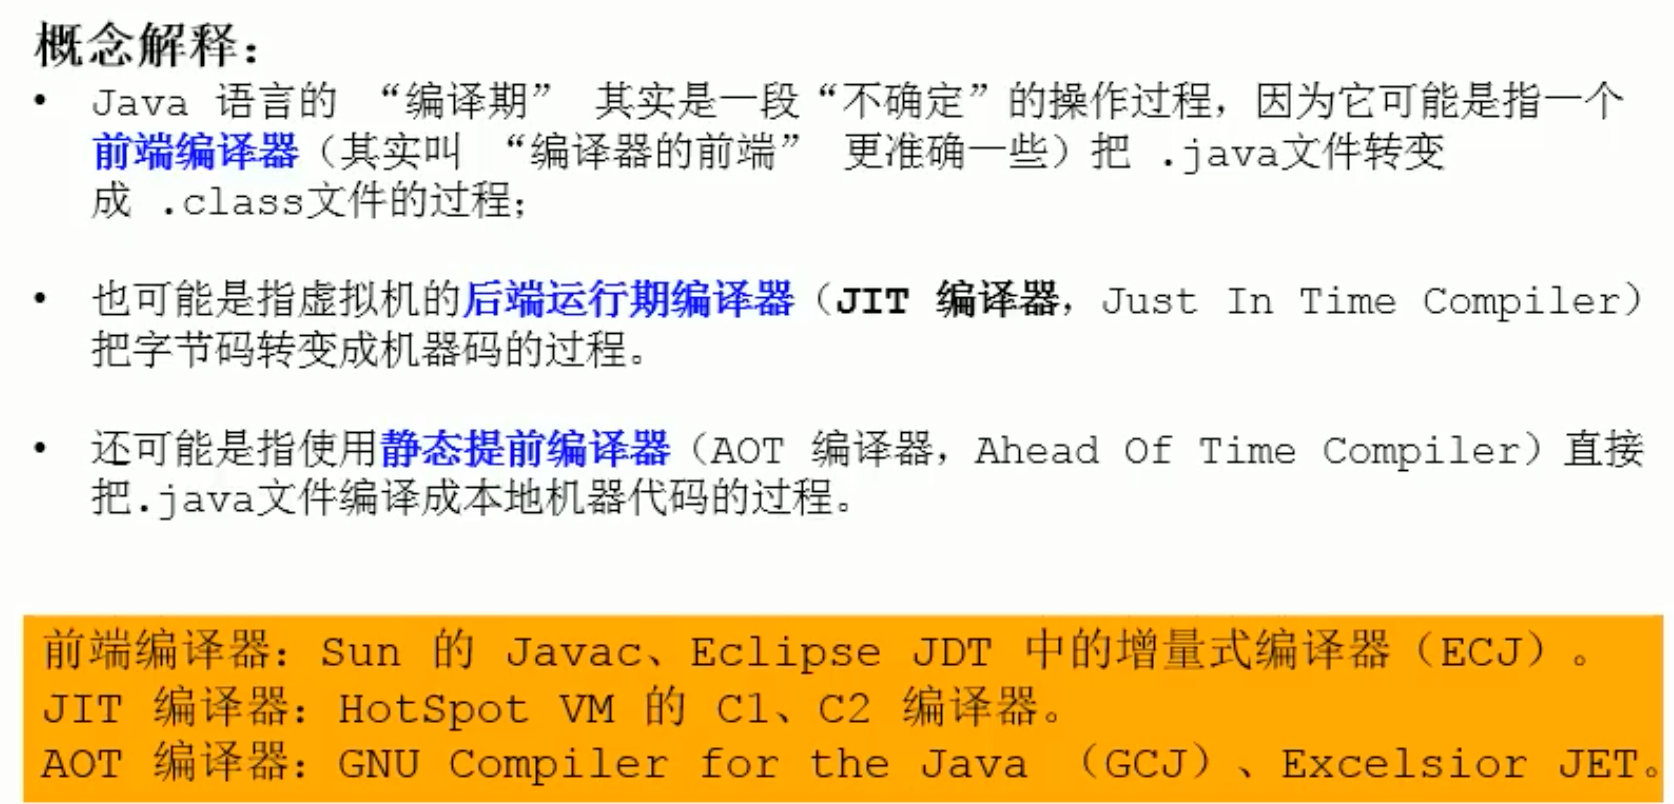 概念解释：
• Java 语言的 “编译期” 其实是一段“不确定”的操作过程，因为它可能是指一个
前端编译器（其实叫 “编译器的前端” 更准确一些）把 .java文件转变
成 .class文件的过程；
• 也可能是指虚拟机的后端运行期编译器（JIT 编译器，Just In Time Compiler）
把字节码转变成机器码的过程。
• 还可能是指使用静态提前编译器（AOT 编译器，Ahead Of Time Compiler）直接
把.java文件编译成本地机器代码的过程。
前端编译器：Sun 的 Javac、Eclipse JDT 中的增量式编译器（ECJ）。
JIT 编译器：HotSpot VM 的 C1、C2 编译器。
AOT 编译器：GNU Compiler for the Java （GCJ）、Excelsior JET。